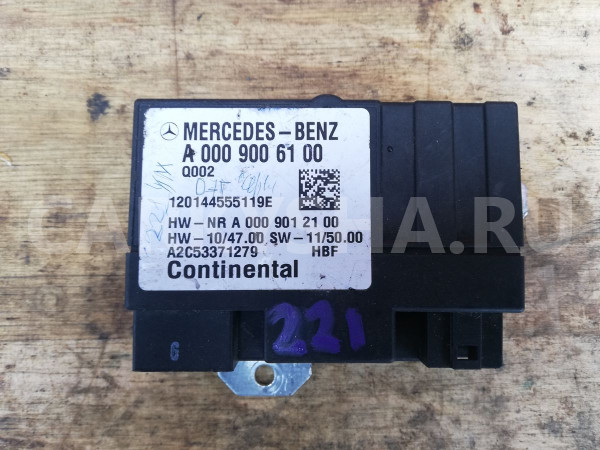 MERCEDES-BENZ
A 000 900 61 00
Q002
120144555119E
HW-NR A 000 901 21 00
HW-10/47.00 SW-11/50.00
A2C53371279 HBF
Continental
221
6